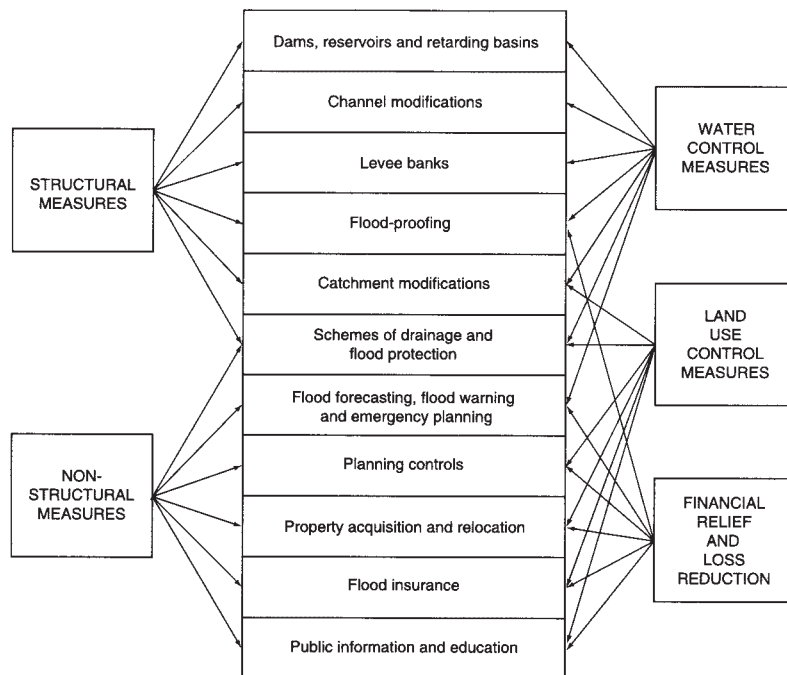 STRUCTURAL
MEASURES
NON-
STRUCTURAL
MEASURES
Dams, reservoirs and retarding basins
Channel modifications
Levee banks
Flood-proofing
Catchment modifications
Schemes of drainage and
flood protection
Flood forecasting, flood warning
and emergency planning
Planning controls
Property acquisition and relocation
Flood insurance
Public information and education
WATER
CONTROL
MEASURES
LAND
USE
CONTROL
MEASURES
FINANCIAL
RELIEF
AND
LOSS
REDUCTION